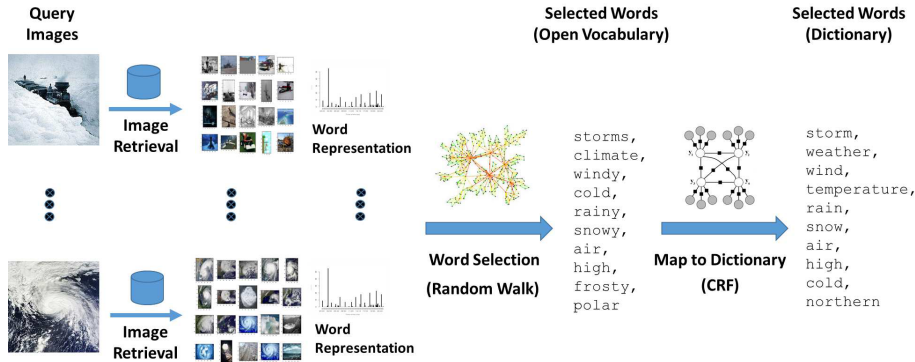 Query
Images
Selected Words
(Open Vocabulary)
Selected Words
(Dictionary)
Image
Retrieval
Word
Representation
storms,
climate,
windy,
cold,
rainy,
snowy,
air,
high,
frosty,
polar
storm,
weather,
wind,
temperature,
rain,
snow,
air,
high,
cold,
northern
Word Selection
(Random Walk)
Map to Dictionary
(CRF)
Image
Retrieval
Word
Representation